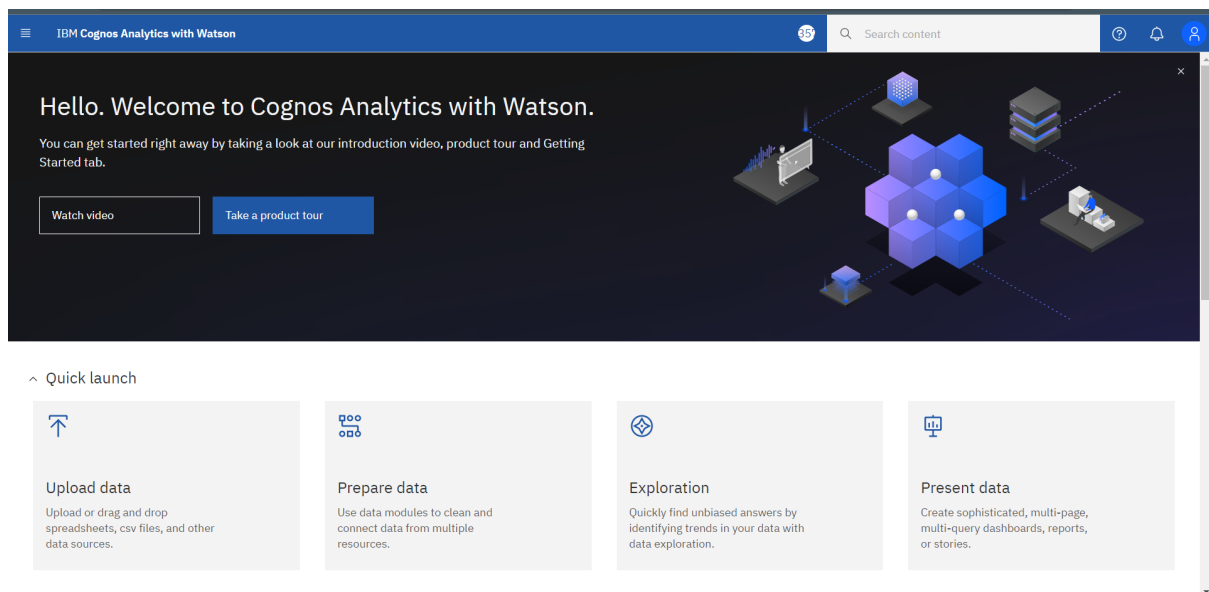 IBM Cognos Analytics with Watson
35
Search content
Hello. Welcome to Cognos Analytics with Watson.
You can get started right away by taking a look at our introduction video, product tour and Getting
Started tab.
Watch video
Take a product tour
Quick launch
Upload data
Upload or drag and drop
spreadsheets, csv files, and other
data sources.
Prepare data
Use data modules to clean and
connect data from multiple
resources.
Exploration
Quickly find unbiased answers by
identifying trends in your data with
data exploration.
Present data
Create sophisticated, multi-page,
multi-query dashboards, reports,
or stories.